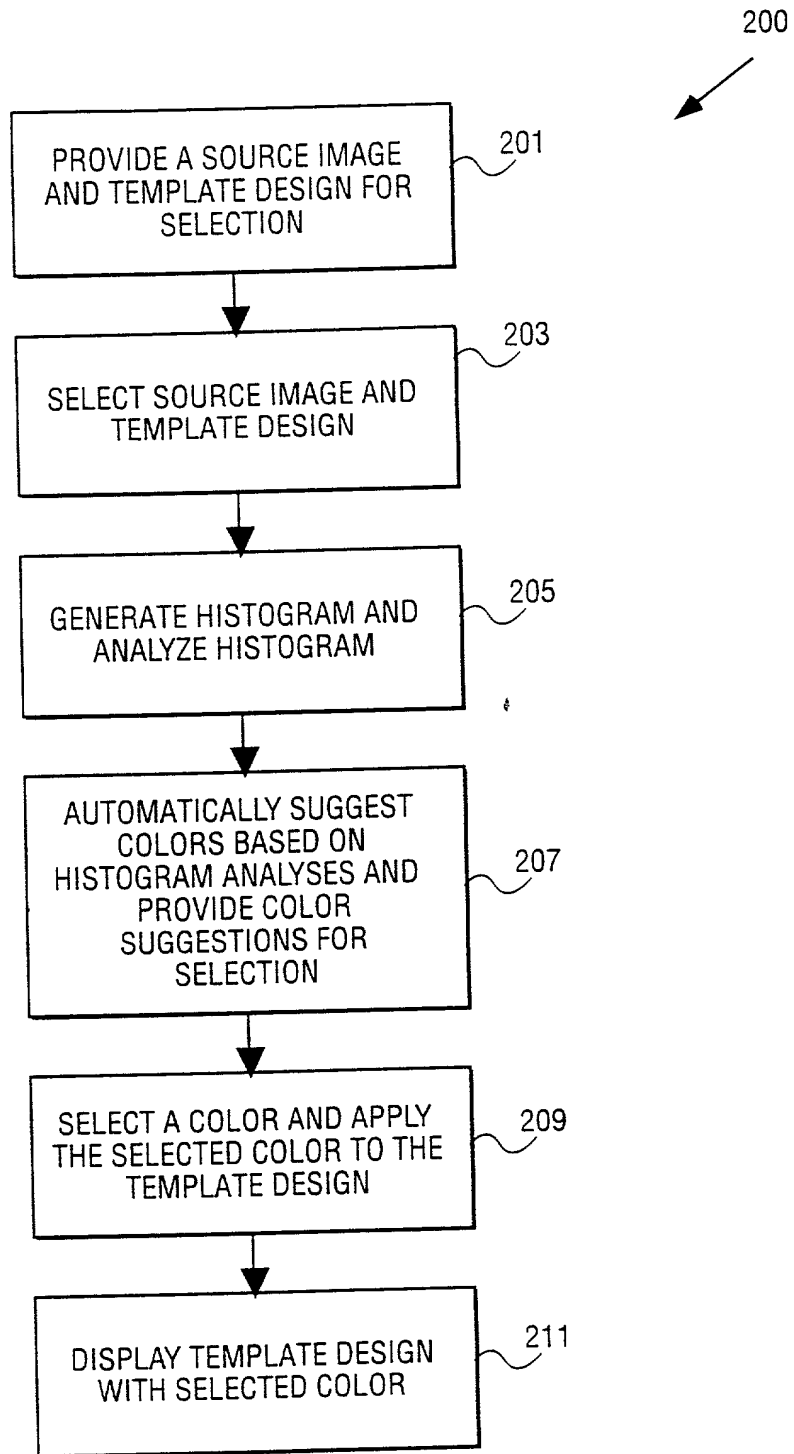 200
PROVIDE A SOURCE IMAGE
AND TEMPLATE DESIGN FOR
SELECTION
201
SELECT SOURCE IMAGE AND
TEMPLATE DESIGN
203
GENERATE HISTOGRAM AND
ANALYZE HISTOGRAM
205
AUTOMATICALLY SUGGEST
COLORS BASED ON
HISTOGRAM ANALYSES AND
PROVIDE COLOR
SUGGESTIONS FOR
SELECTION
207
SELECT A COLOR AND APPLY
THE SELECTED COLOR TO THE
TEMPLATE DESIGN
209
DISPLAY TEMPLATE DESIGN
WITH SELECTED COLOR
211